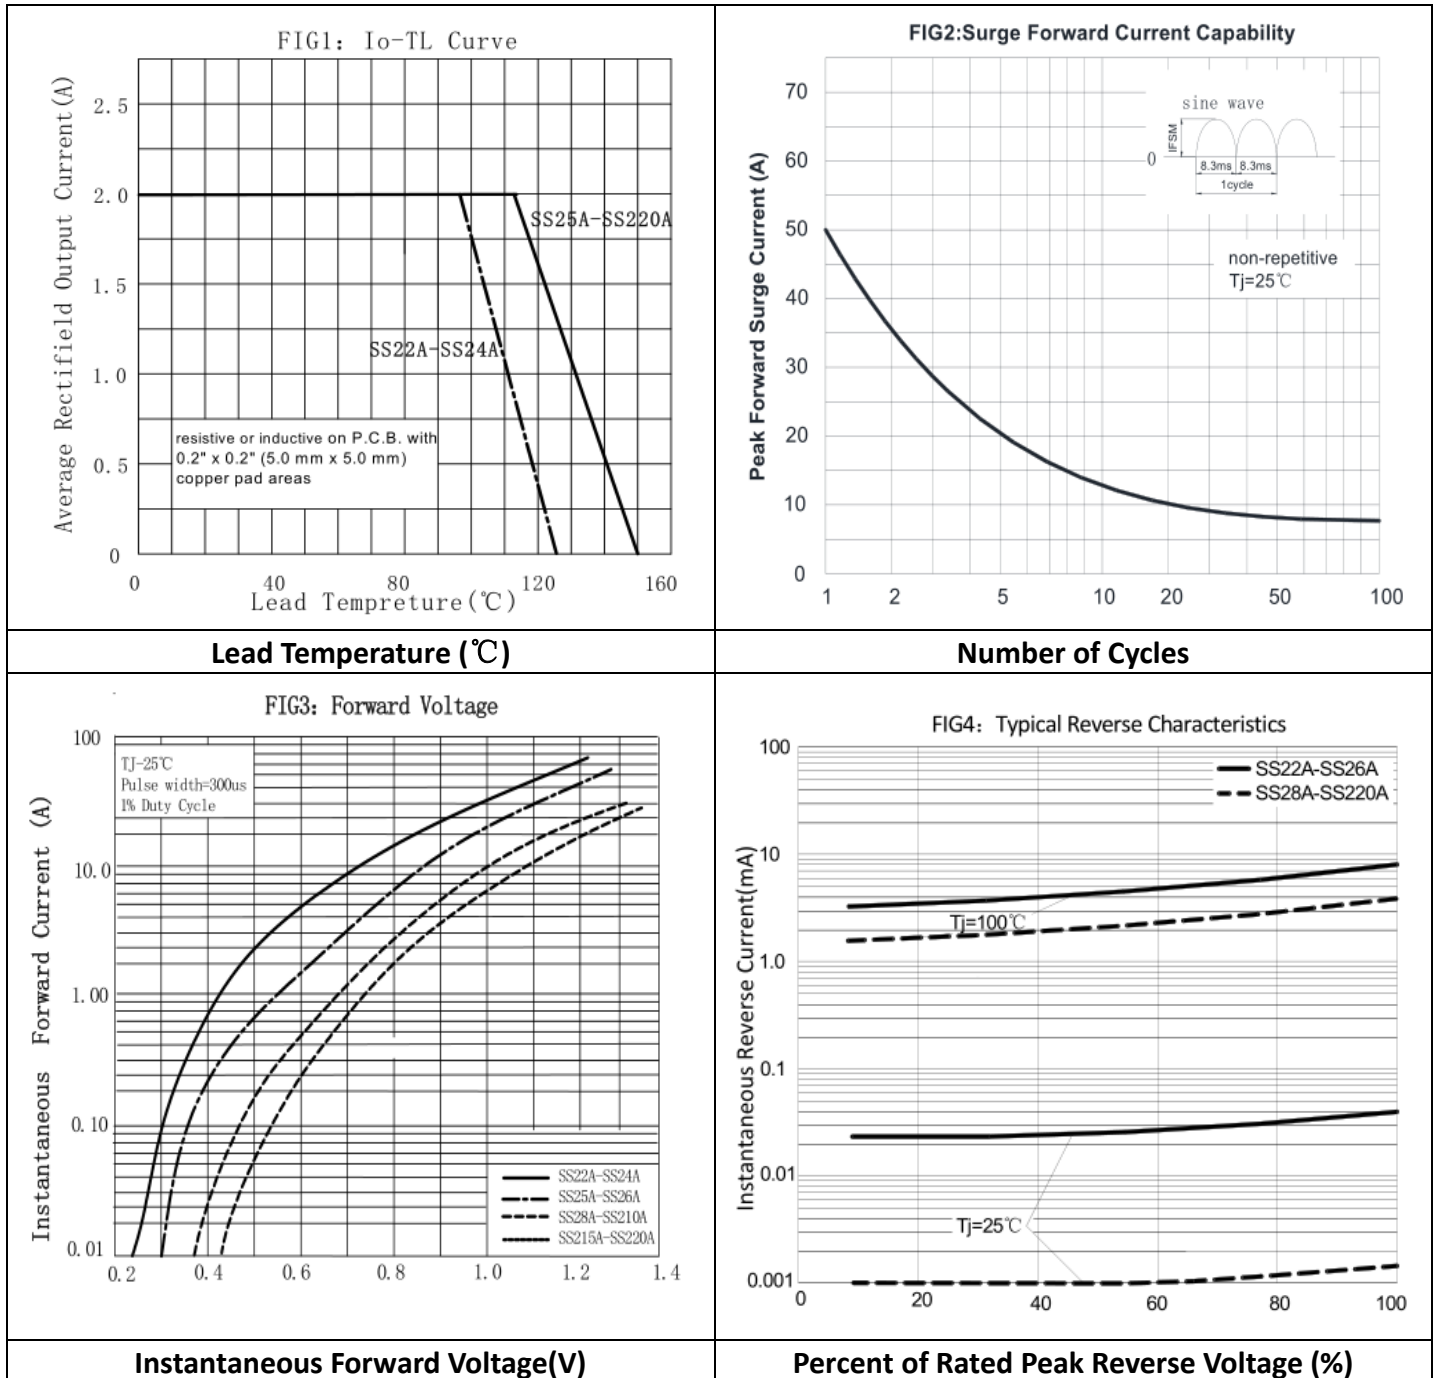 FIG1: Io-TL Curve
Average Rectified Output Current(A)
2.5
2.0
1.5
1.0
0.5
0
SS25A-SS220A
SS22A-SS24A
resistive or inductive on P.C.B. with
0.2" x 0.2" (5.0 mm x 5.0 mm)
copper pad areas
0 40 80 120 160
Lead Tempreture(℃)
Lead Temperature (℃)
FIG2:Surge Forward Current Capability
Peak Forward Surge Current (A)
70
60
50
40
30
20
10
0
sine wave
IFSM
0
8.3ms 8.3ms
1cycle
non-repetitive
Tj=25℃
1 2 5 10 20 50 100
Number of Cycles
FIG3: Forward Voltage
Instantaneous Forward Current (A)
100
10.0
1.00
0.10
0.01
TJ-25℃
Pulse width=300us
1% Duty Cycle
SS22A-SS24A
SS25A-SS26A
SS28A-SS210A
SS215A-SS220A
0.2 0.4 0.6 0.8 1.0 1.2 1.4
Instantaneous Forward Voltage(V)
FIG4: Typical Reverse Characteristics
Instantaneous Reverse Current(mA)
100
10
1.0
0.1
0.01
0.001
SS22A-SS26A
SS28A-SS220A
Tj=100℃
Tj=25℃
0 20 40 60 80 100
Percent of Rated Peak Reverse Voltage (%)